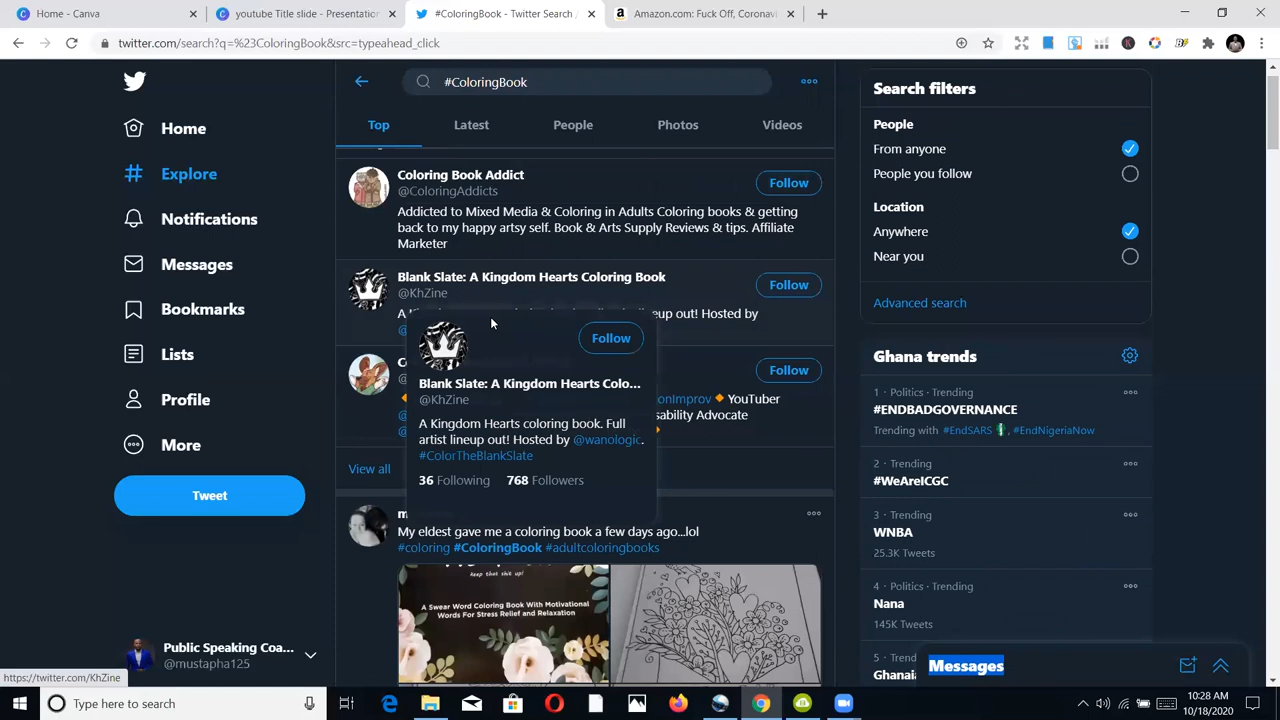 Home
youtube Title slide - Presentation
#ColoringBook - Twitter Search /
Amazon.com: Fuck Off, Coronavi
twitter.com/search?q=%23ColoringBook&src=typeahead_click
#ColoringBook
Home
Explore
Notifications
Messages
Bookmarks
Lists
Profile
More
Tweet
Public Speaking Coa...
@mustapha125
https://twitter.com/KhZine
Top
Latest
People
Photos
Videos
Coloring Book Addict
@ColoringAddicts
Follow
Addicted to Mixed Media & Coloring in Adults Coloring books & getting
back to my happy artsy self. Book & Arts Supply Reviews & tips. Affiliate
Marketer
Blank Slate: A Kingdom Hearts Coloring Book
@KhZine
Follow
lineup out! Hosted by
Follow
YouTuber
Follow
Blank Slate: A Kingdom Hearts Colo...
@KhZine
A Kingdom Hearts coloring book. Full
artist lineup out! Hosted by @wanologic.
#ColorTheBlankSlate
36 Following 768 Followers
View all
My eldest gave me a coloring book a few days ago...lol
#coloring #ColoringBook #adultcoloringbooks
keep that shit up!
A Swear Word Coloring Book With Motivational
Words For Stress Relief and Relaxation
Search filters
People
From anyone
People you follow
Location
Anywhere
Near you
Advanced search
Ghana trends
1 · Politics · Trending
#ENDBADGOVERNANCE
Trending with #EndSARS, #EndNigeriaNow
2 · Trending
#WeAreICGC
3 · Trending
WNBA
25.3K Tweets
4 · Politics · Trending
Nana
145K Tweets
Messages
Type here to search
10:28 AM
10/18/2020